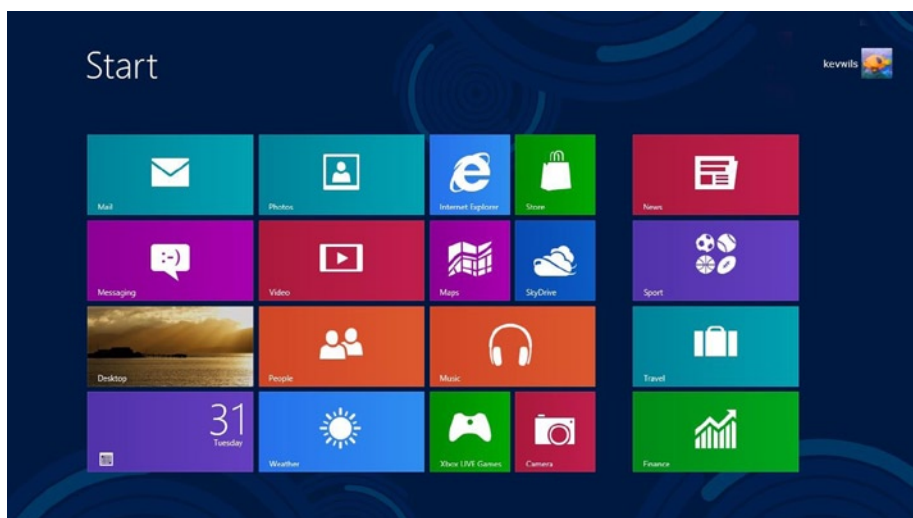 Start
kevwils
Mail
Photos
Internet Explorer
Store
News
:-)
Messaging
Video
Maps
SkyDrive
Sport
Desktop
People
Music
Travel
31
Tuesday
Weather
Xbox LIVE Games
Camera
Finance